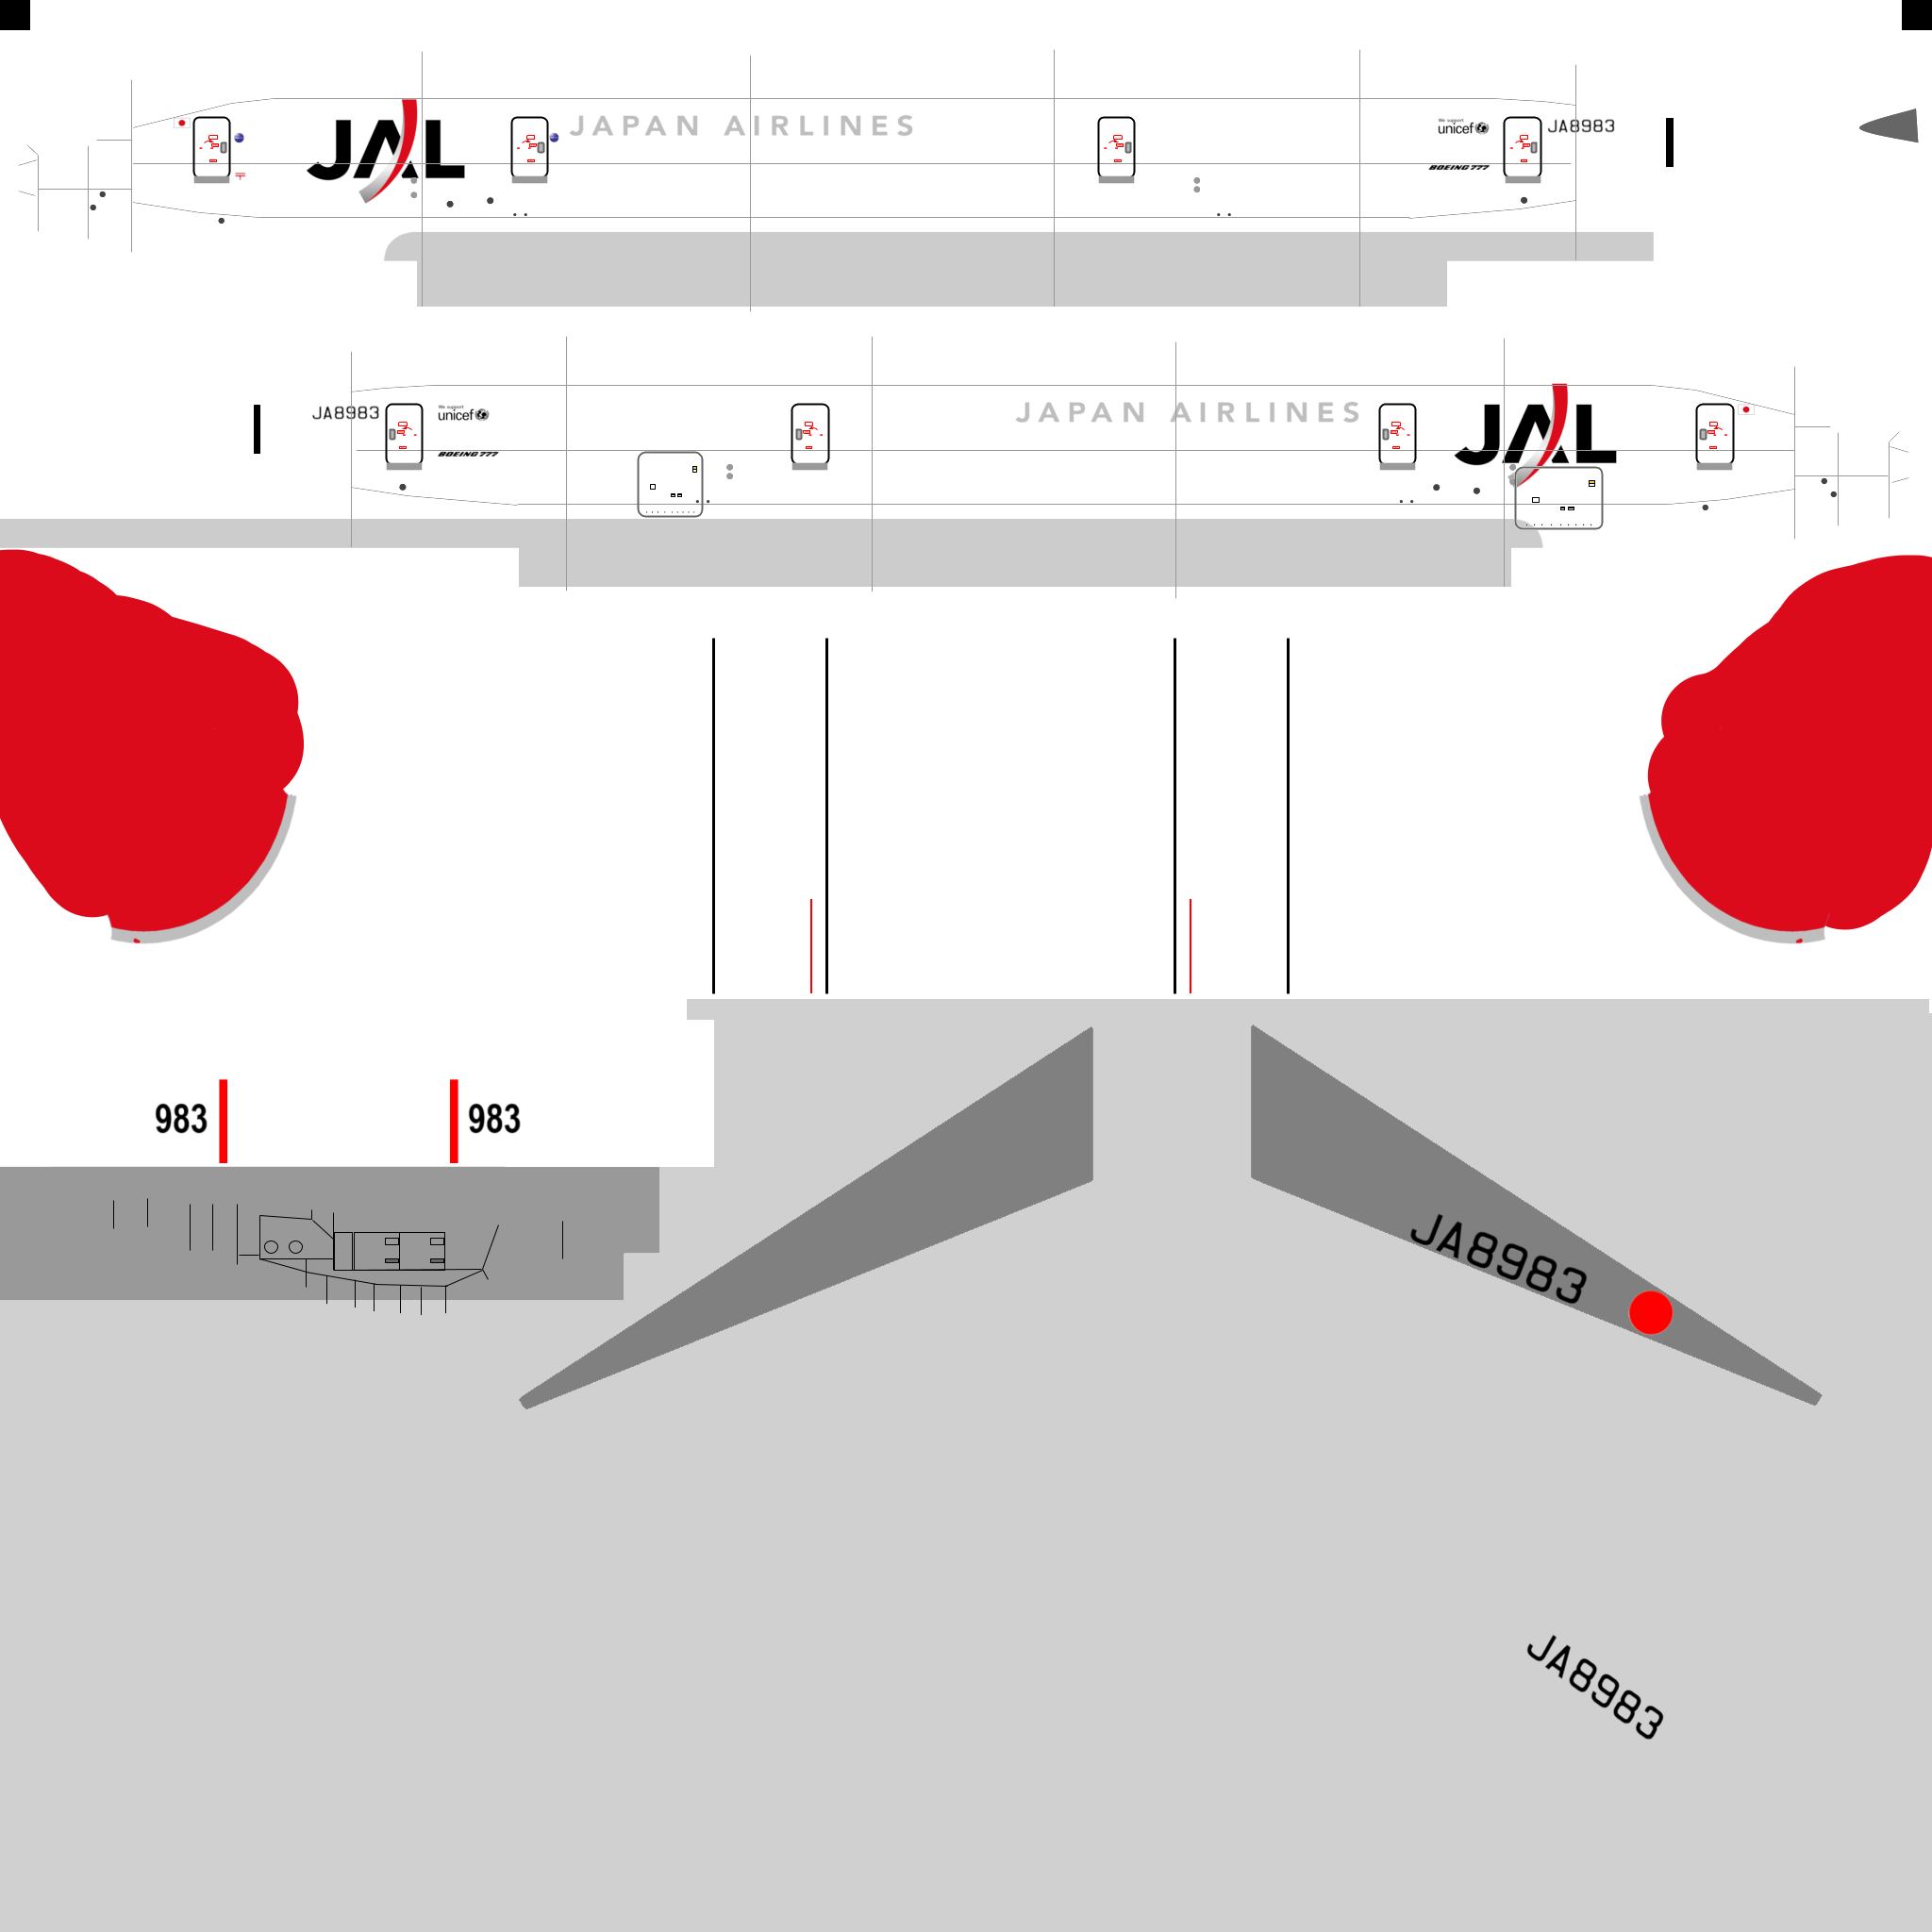 JAL
JAPAN AIRLINES
We support
unicef
JA8983
BOEING 777
JA8983
We support
unicef
BOEING 777
JAPAN AIRLINES
JAL
983
983
JA8983
JA8983